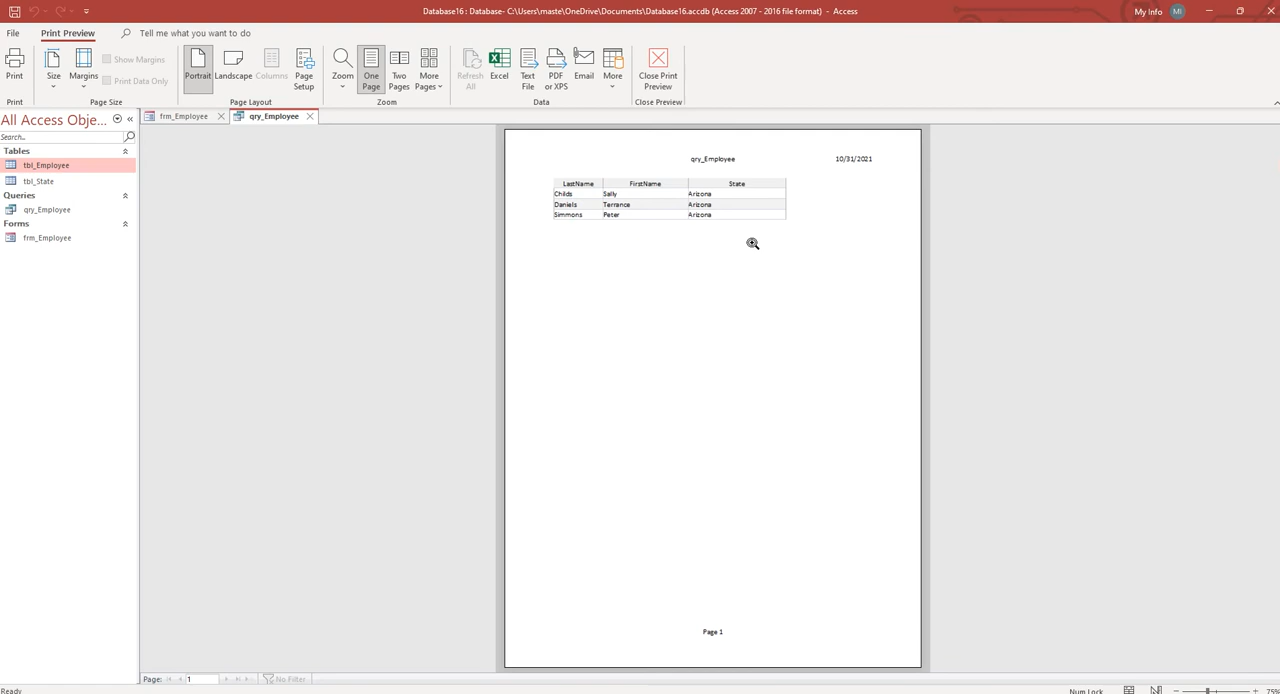 Database16 : Database- C:\Users\maste\OneDrive\Documents\Database16.accdb (Access 2007 - 2016 file format) - Access
My Info MI
File Print Preview Tell me what you want to do
Print Size Margins Show Margins Print Data Only Portrait Landscape Columns Page Setup Zoom One Page Two Pages More Pages Refresh All Excel Text File PDF or XPS Email More Close Print Preview
Print Page Size Page Layout Zoom Data Close Preview
All Access Obje... «
Search...
Tables
tbl_Employee
tbl_State
Queries
qry_Employee
Forms
frm_Employee
frm_Employee qry_Employee
qry_Employee 10/31/2021
LastName FirstName State
Childs Sally Arizona
Daniels Terrance Arizona
Simmons Peter Arizona
Page 1
Page: 1 No Filter
Ready Num Lock 75%